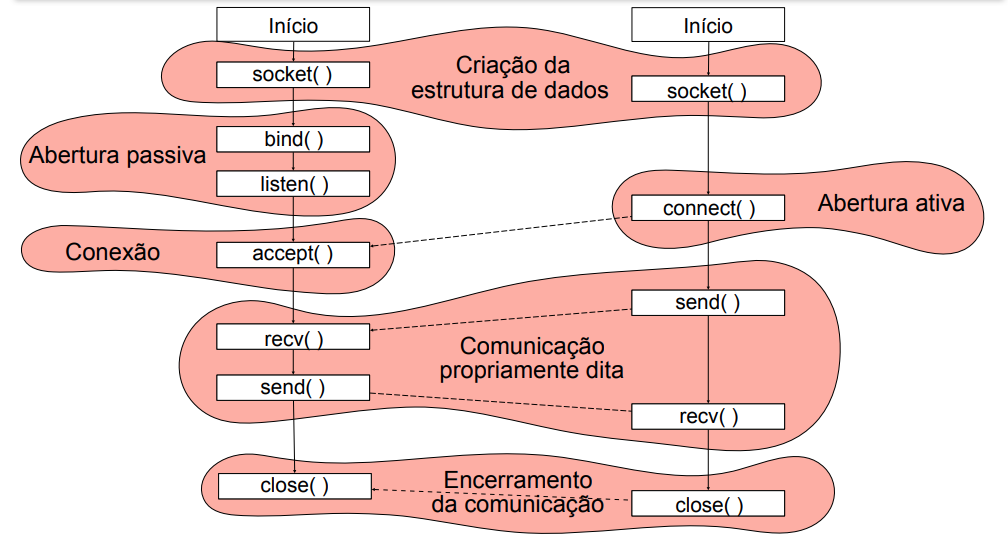 Início
Início
socket( )
Criação da
estrutura de dados
socket( )
bind( )
Abertura passiva
listen( )
connect( )
Abertura ativa
Conexão
accept( )
send( )
recv( )
Comunicação
propriamente dita
send( )
recv( )
close( )
Encerramento
da comunicação
close( )